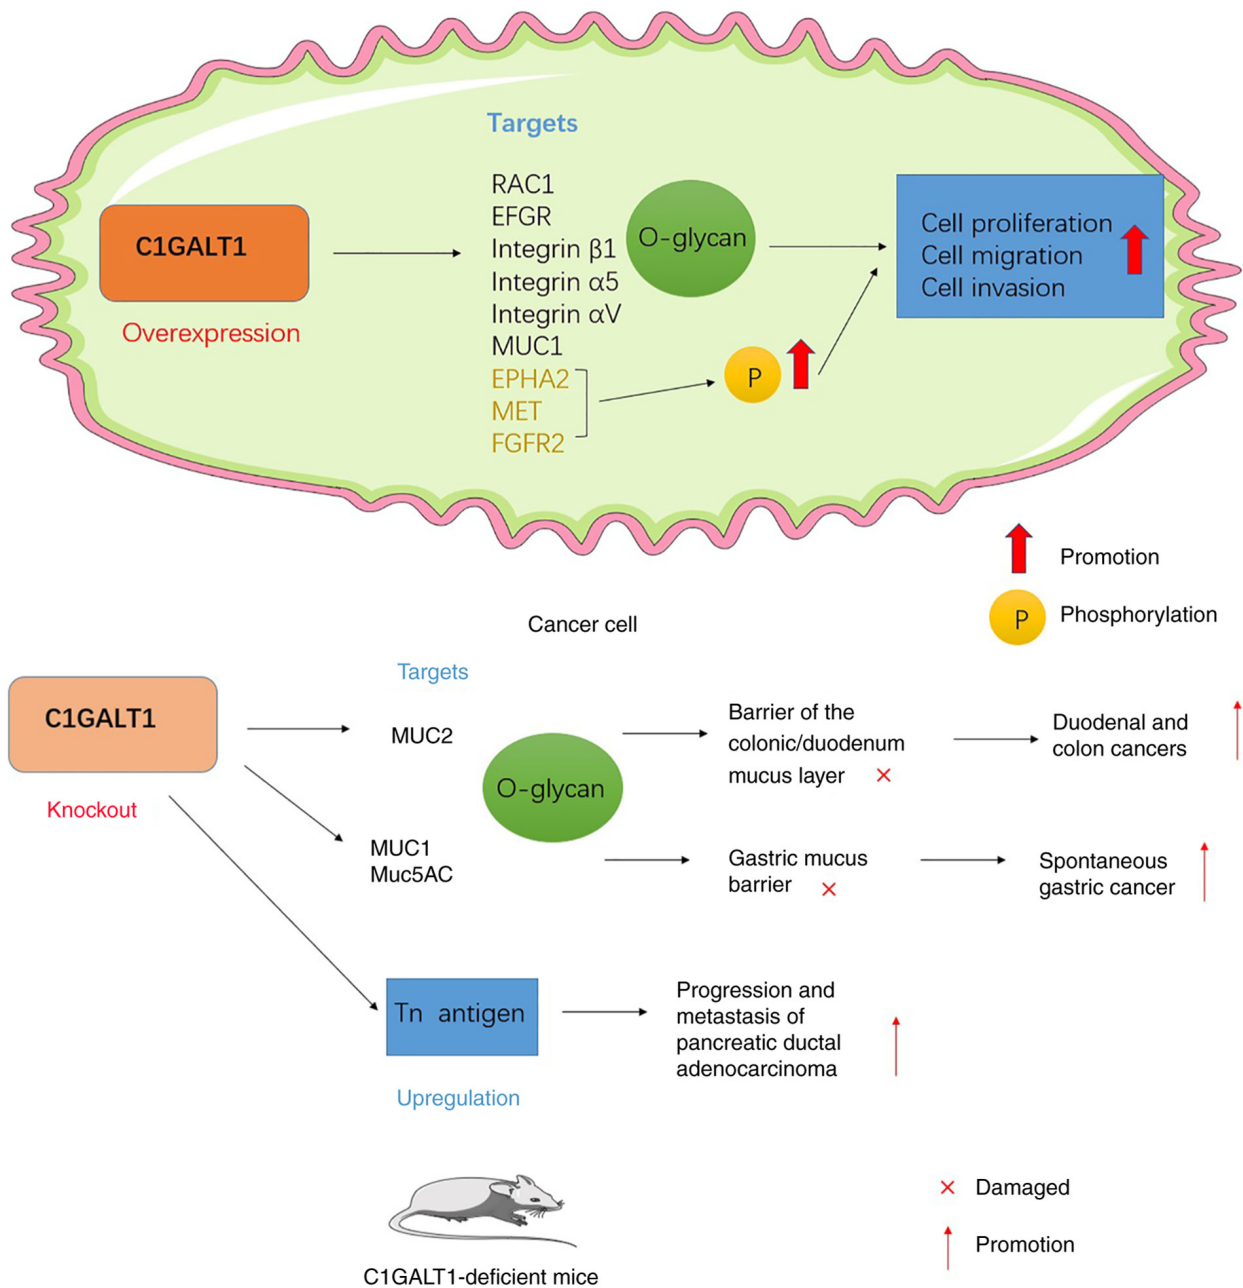 Targets
C1GALT1
Overexpression
RAC1
EFGR
Integrin β1
Integrin α5
Integrin αV
MUC1
EPHA2
MET
FGFR2
O-glycan
P
Cell proliferation
Cell migration
Cell invasion
Promotion
P
Phosphorylation
Cancer cell
Targets
C1GALT1
Knockout
MUC2
MUC1
Muc5AC
O-glycan
Barrier of the
colonic/duodenum
mucus layer
Duodenal and
colon cancers
Gastric mucus
barrier
Spontaneous
gastric cancer
Tn antigen
Upregulation
Progression and
metastasis of
pancreatic ductal
adenocarcinoma
C1GALT1-deficient mice
Damaged
Promotion